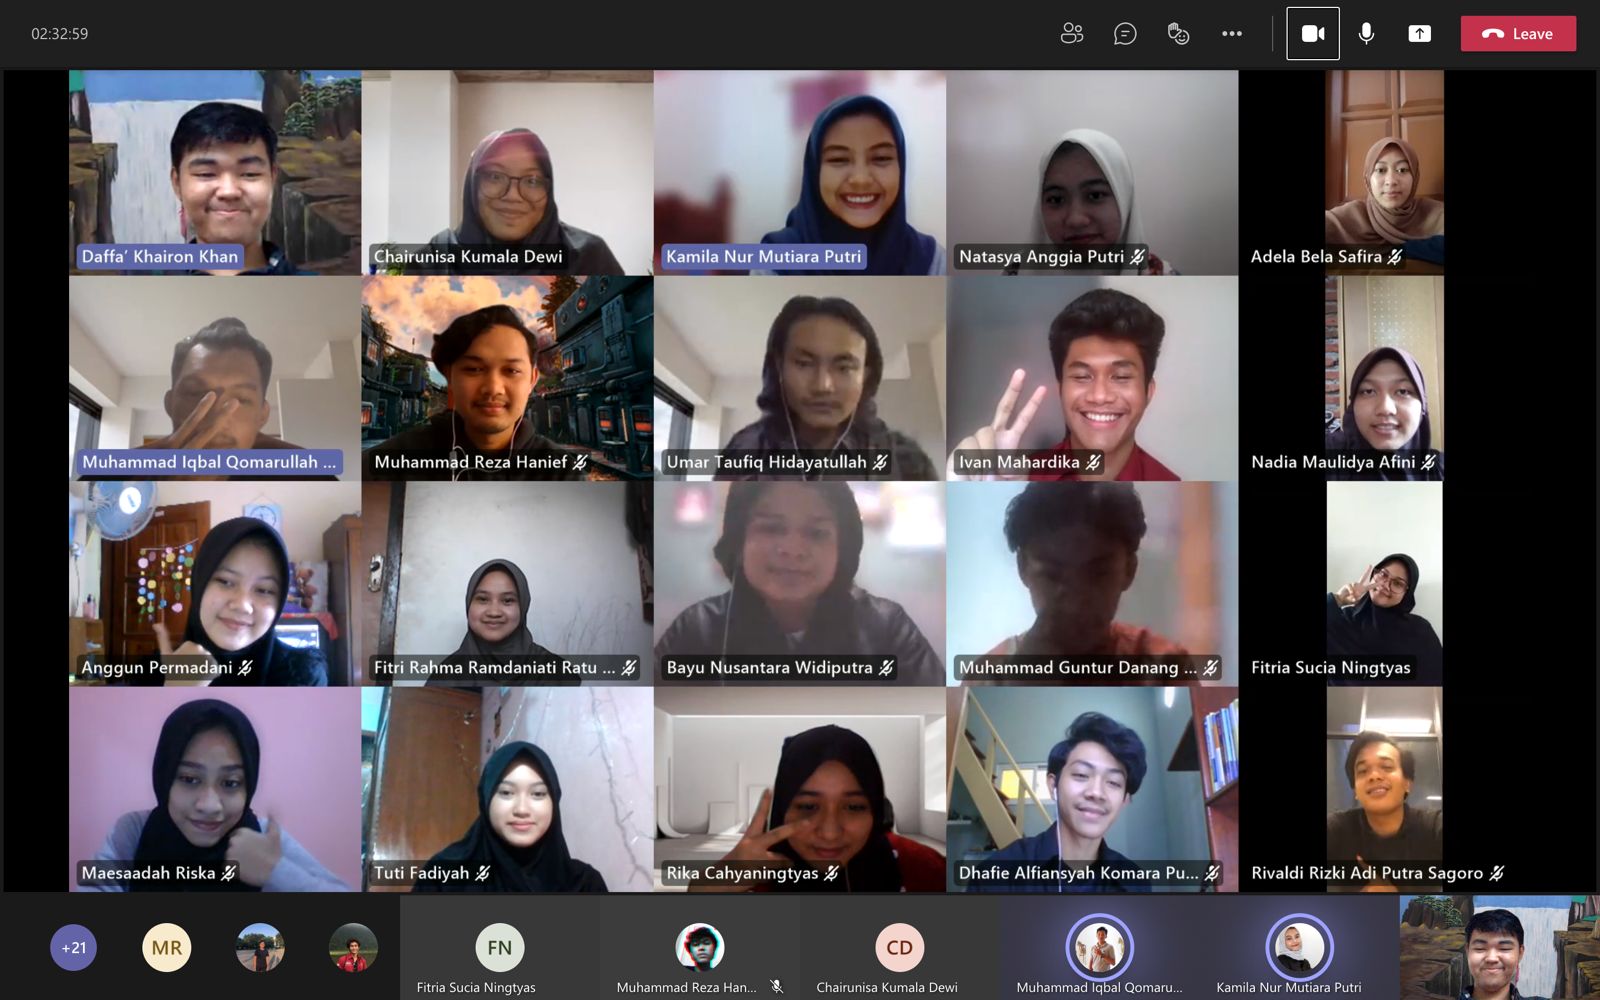 02:32:59
Leave
Daffa’ Khairon Khan
Chairunisa Kumala Dewi
Kamila Nur Mutiara Putri
Natasya Anggia Putri
Adela Bela Safira
Muhammad Iqbal Qomarullah ...
Muhammad Reza Hanief
Umar Taufiq Hidayatullah
Ivan Mahardika
Nadia Maulidya Afini
Anggun Permadani
Fitri Rahma Ramdaniati Ratu ...
Bayu Nusantara Widiputra
Muhammad Guntur Danang ...
Fitria Sucia Ningtyas
Maesaadah Riska
Tuti Fadiyah
Rika Cahyaningtyas
Dhafie Alfiansyah Komara Pu...
Rivaldi Rizki Adi Putra Sagoro
+21
MR
FN
CD
Fitria Sucia Ningtyas
Muhammad Reza Han...
Chairunisa Kumala Dewi
Muhammad Iqbal Qomaru...
Kamila Nur Mutiara Putri